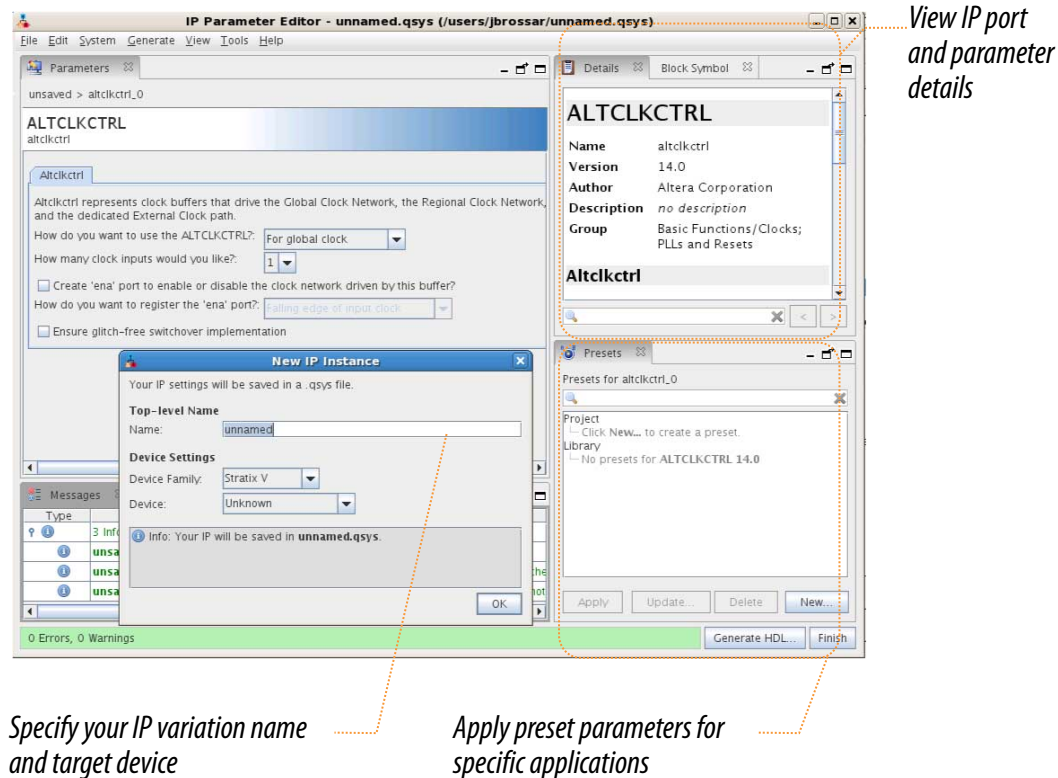 IP Parameter Editor - unnamed.qsys (/users/jbrossar/unnamed.qsys)
File Edit System Generate View Tools Help
View IP port
and parameter
details
Parameters
unsaved > altclkctrl_0
ALTCLKCTRL
altclkctrl
Altclkctrl
Altclkctrl represents clock buffers that drive the Global Clock Network, the Regional Clock Network,
and the dedicated External Clock path.
How do you want to use the ALTCLKCTRL?: For global clock
How many clock inputs would you like?: 1
Create 'ena' port to enable or disable the clock network driven by this buffer?
How do you want to register the 'ena' port?: Falling edge of input clock
Ensure glitch-free switchover implementation
Details Block Symbol
ALTCLKCTRL
Name altclkctrl
Version 14.0
Author Altera Corporation
Description no description
Group Basic Functions/Clocks;
PLLs and Resets
Altclkctrl
< >
Presets
Presets for altclkctrl_0
Project
Click New... to create a preset.
Library
No presets for ALTCLKCTRL 14.0
Apply Update... Delete New...
New IP Instance
Your IP settings will be saved in a .qsys file.
Top-level Name
Name: unnamed
Device Settings
Device Family: Stratix V
Device: Unknown
Info: Your IP will be saved in unnamed.qsys.
OK
Messages
Type
3 Info
unsa
unsa the
unsa not
0 Errors, 0 Warnings
Generate HDL... Finish
Specify your IP variation name
and target device
Apply preset parameters for
specific applications